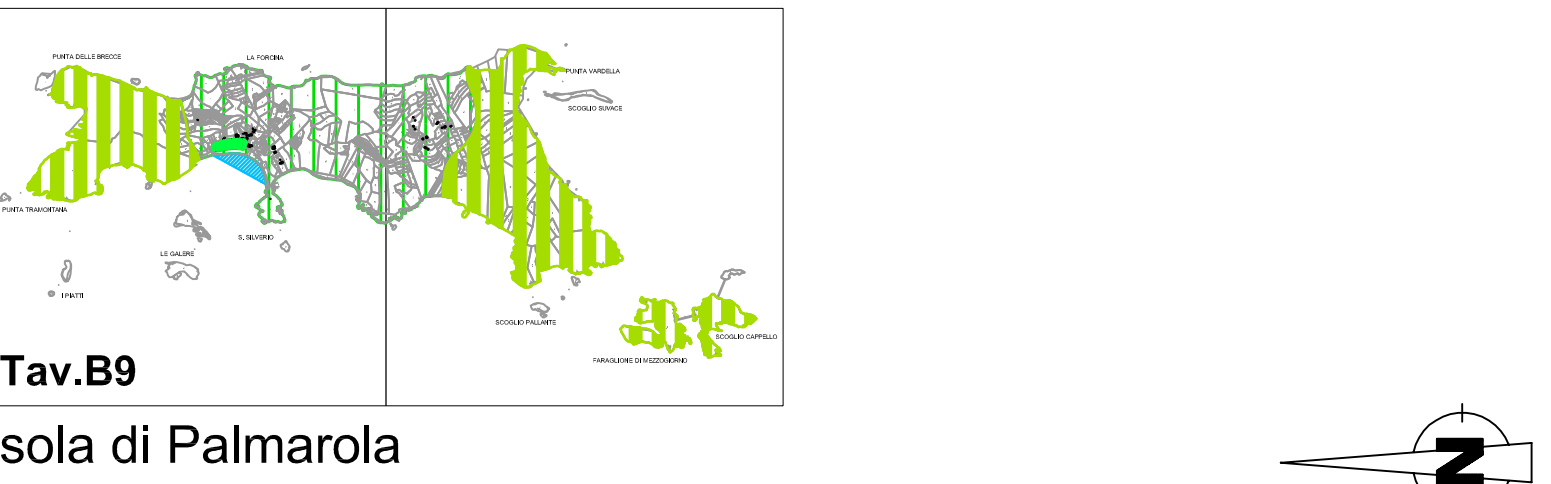 PUNTA DELLE BRECCE
LA FORCINA
PUNTA VARDELLA
SCOGLIO SUVACE
PUNTA TRAMONTANA
S. SILVERIO
LE GALERE
I PIATTI
SCOGLIO PALLANTE
SCOGLIO CAPPELLO
FARAGLIONE DI MEZZOGIORNO
Tav.B9
sola di Palmarola
N